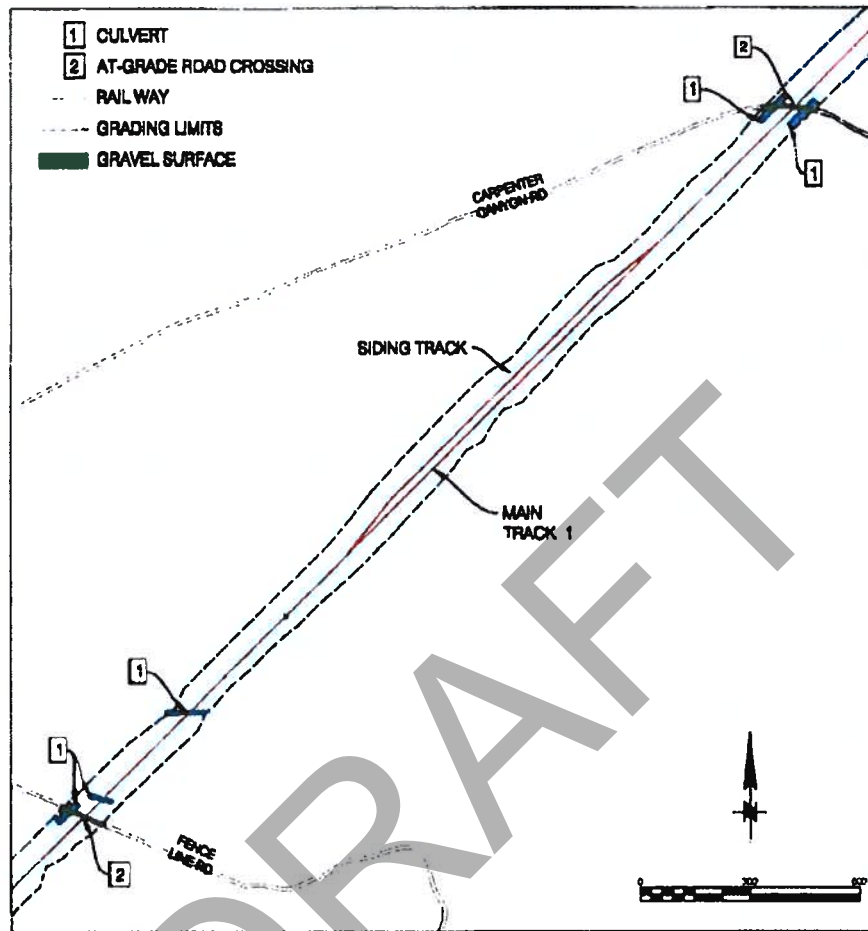 1 CULVERT
2 AT-GRADE ROAD CROSSING
RAIL WAY
GRADING LIMITS
GRAVEL SURFACE
2
1
1
CARPENTER
CANYON RD
SIDING TRACK
MAIN
TRACK 1
1
1
FENCE
LINE RD
2
DRAFT
0
300
600